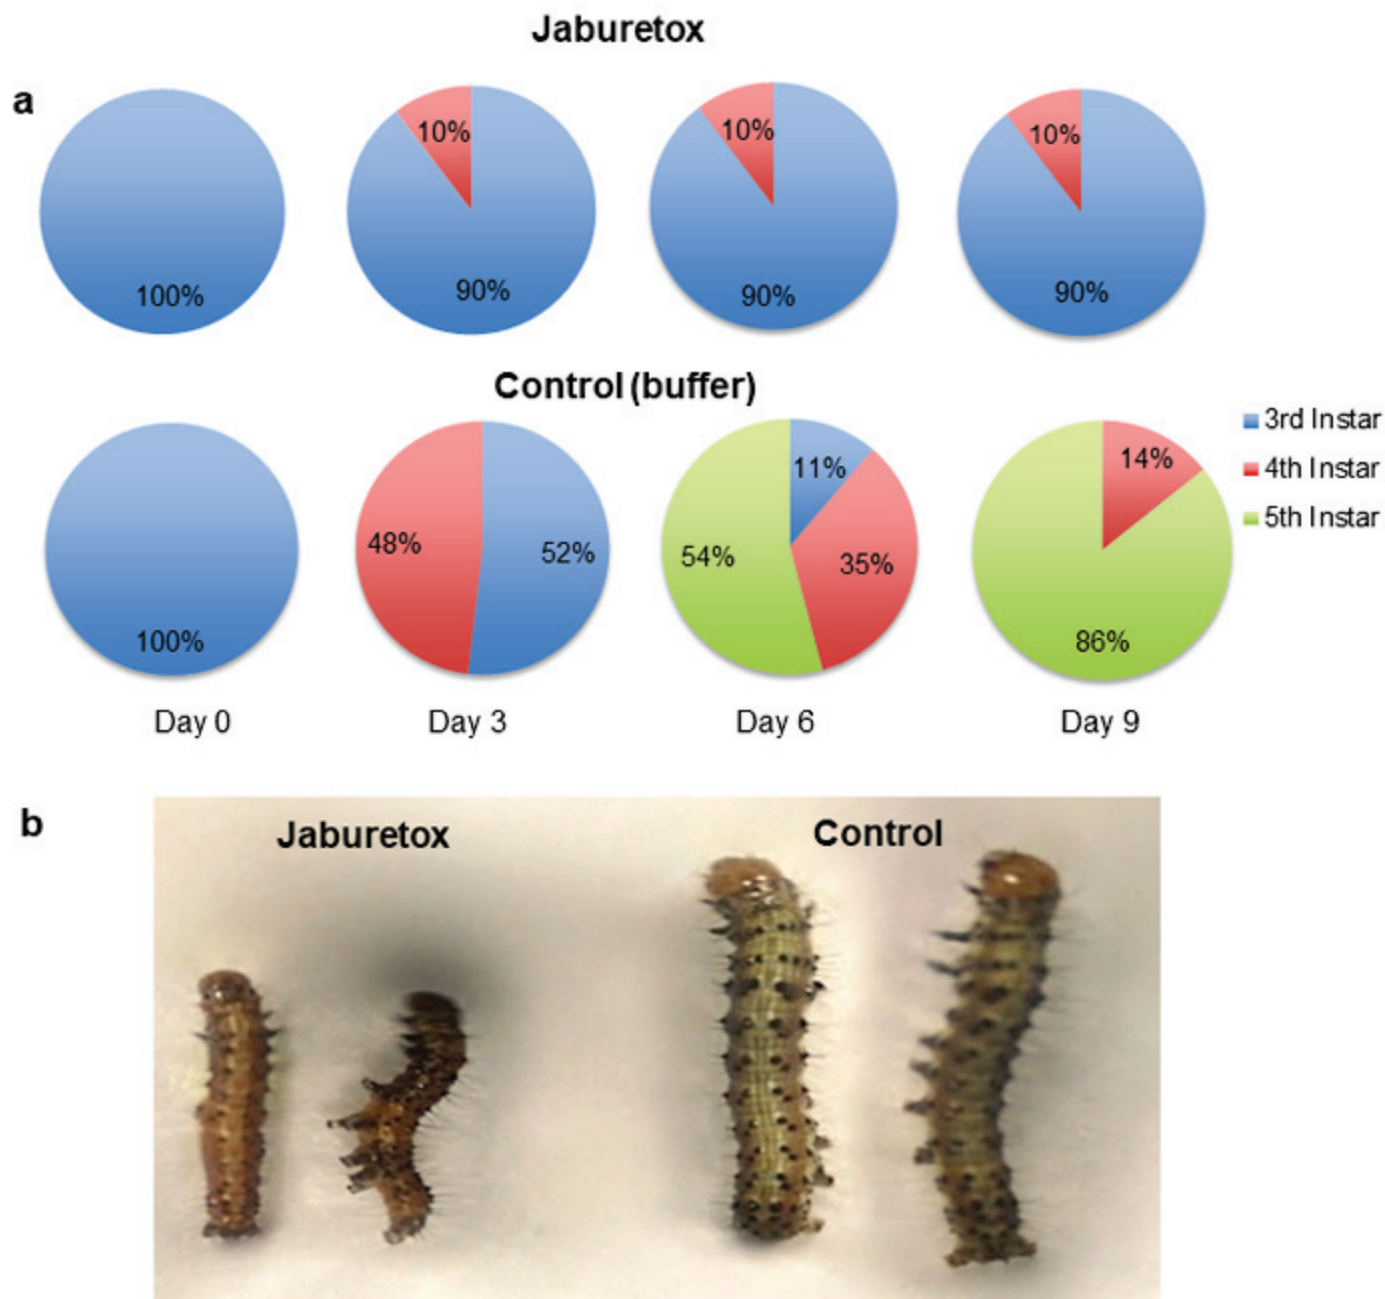 Jaburetox
a
10%
10%
10%
100%
90%
90%
90%
Control (buffer)
3rd Instar
4th Instar
5th Instar
11%
14%
48%
52%
54%
35%
100%
86%
Day 0
Day 3
Day 6
Day 9
b
Jaburetox
Control